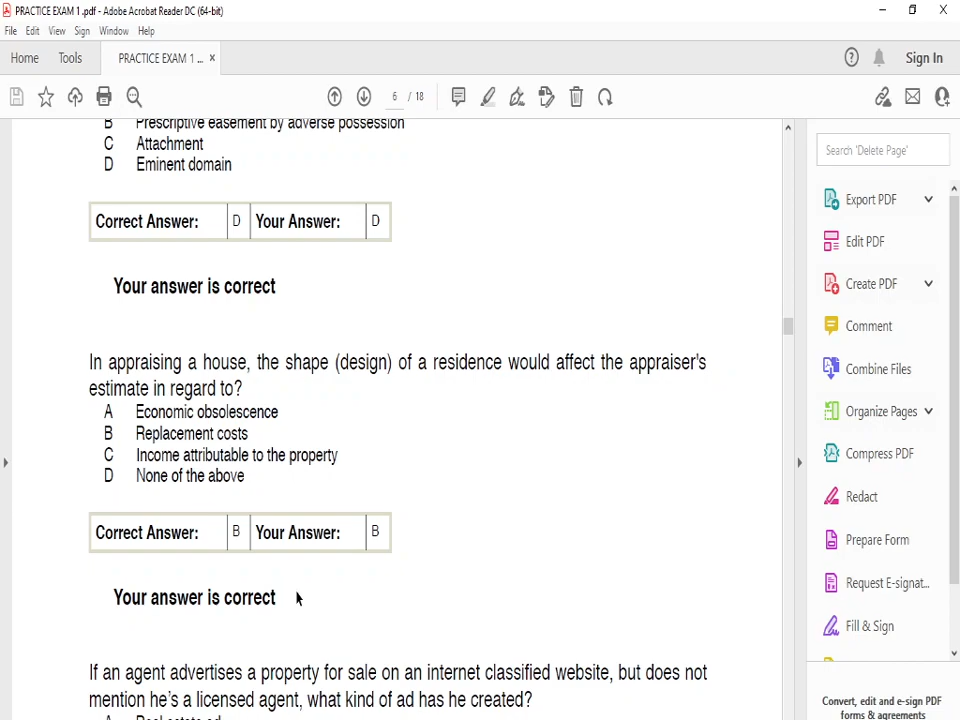 PRACTICE EXAM 1 .pdf - Adobe Acrobat Reader DC (64-bit)
File Edit View Sign Window Help
Home Tools PRACTICE EXAM 1 ... × Sign In
6 / 18
B Prescriptive easement by adverse possession
C Attachment
D Eminent domain
Correct Answer: D Your Answer: D
Your answer is correct
In appraising a house, the shape (design) of a residence would affect the appraiser's
estimate in regard to?
A Economic obsolescence
B Replacement costs
C Income attributable to the property
D None of the above
Correct Answer: B Your Answer: B
Your answer is correct
If an agent advertises a property for sale on an internet classified website, but does not
mention he's a licensed agent, what kind of ad has he created?
A Real estate ad
Search 'Delete Page'
Export PDF
Edit PDF
Create PDF
Comment
Combine Files
Organize Pages
Compress PDF
Redact
Prepare Form
Request E-signat...
Fill & Sign
Convert, edit and e-sign PDF
forms & agreements